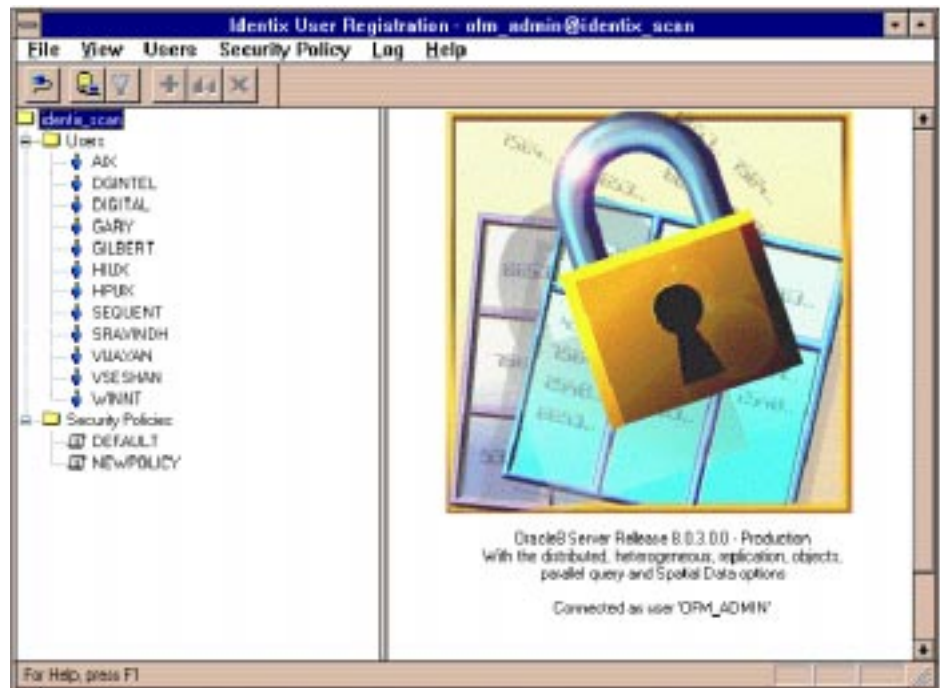 Identix User Registration - ofm_admin@identix_scan
File View Users Security Policy Log Help
identix_scan
Users
AIX
DGINTEL
DIGITAL
GARY
GILBERT
HIUX
HPUX
SEQUENT
SRAVINDH
VIJAYAN
VSESHAN
WINNT
Security Policies
DEFAULT
NEWPOLICY
Oracle8 Server Release 8.0.3.0.0 - Production
With the distributed, heterogeneous, replication, objects,
parallel query and Spatial Data options
Connected as user 'OFM_ADMIN'
For Help, press F1